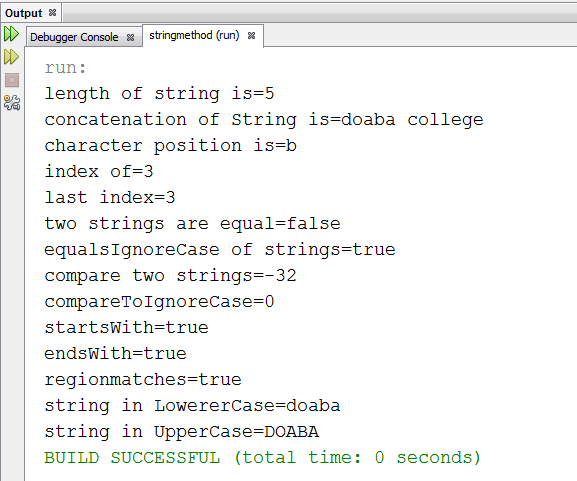 Output
Debugger Console
stringmethod (run)
run:
length of string is=5
concatenation of String is=doaba college
character position is=b
index of=3
last index=3
two strings are equal=false
equalsIgnoreCase of strings=true
compare two strings=-32
compareToIgnoreCase=0
startsWith=true
endsWith=true
regionmatches=true
string in LowererCase=doaba
string in UpperCase=DOABA
BUILD SUCCESSFUL (total time: 0 seconds)